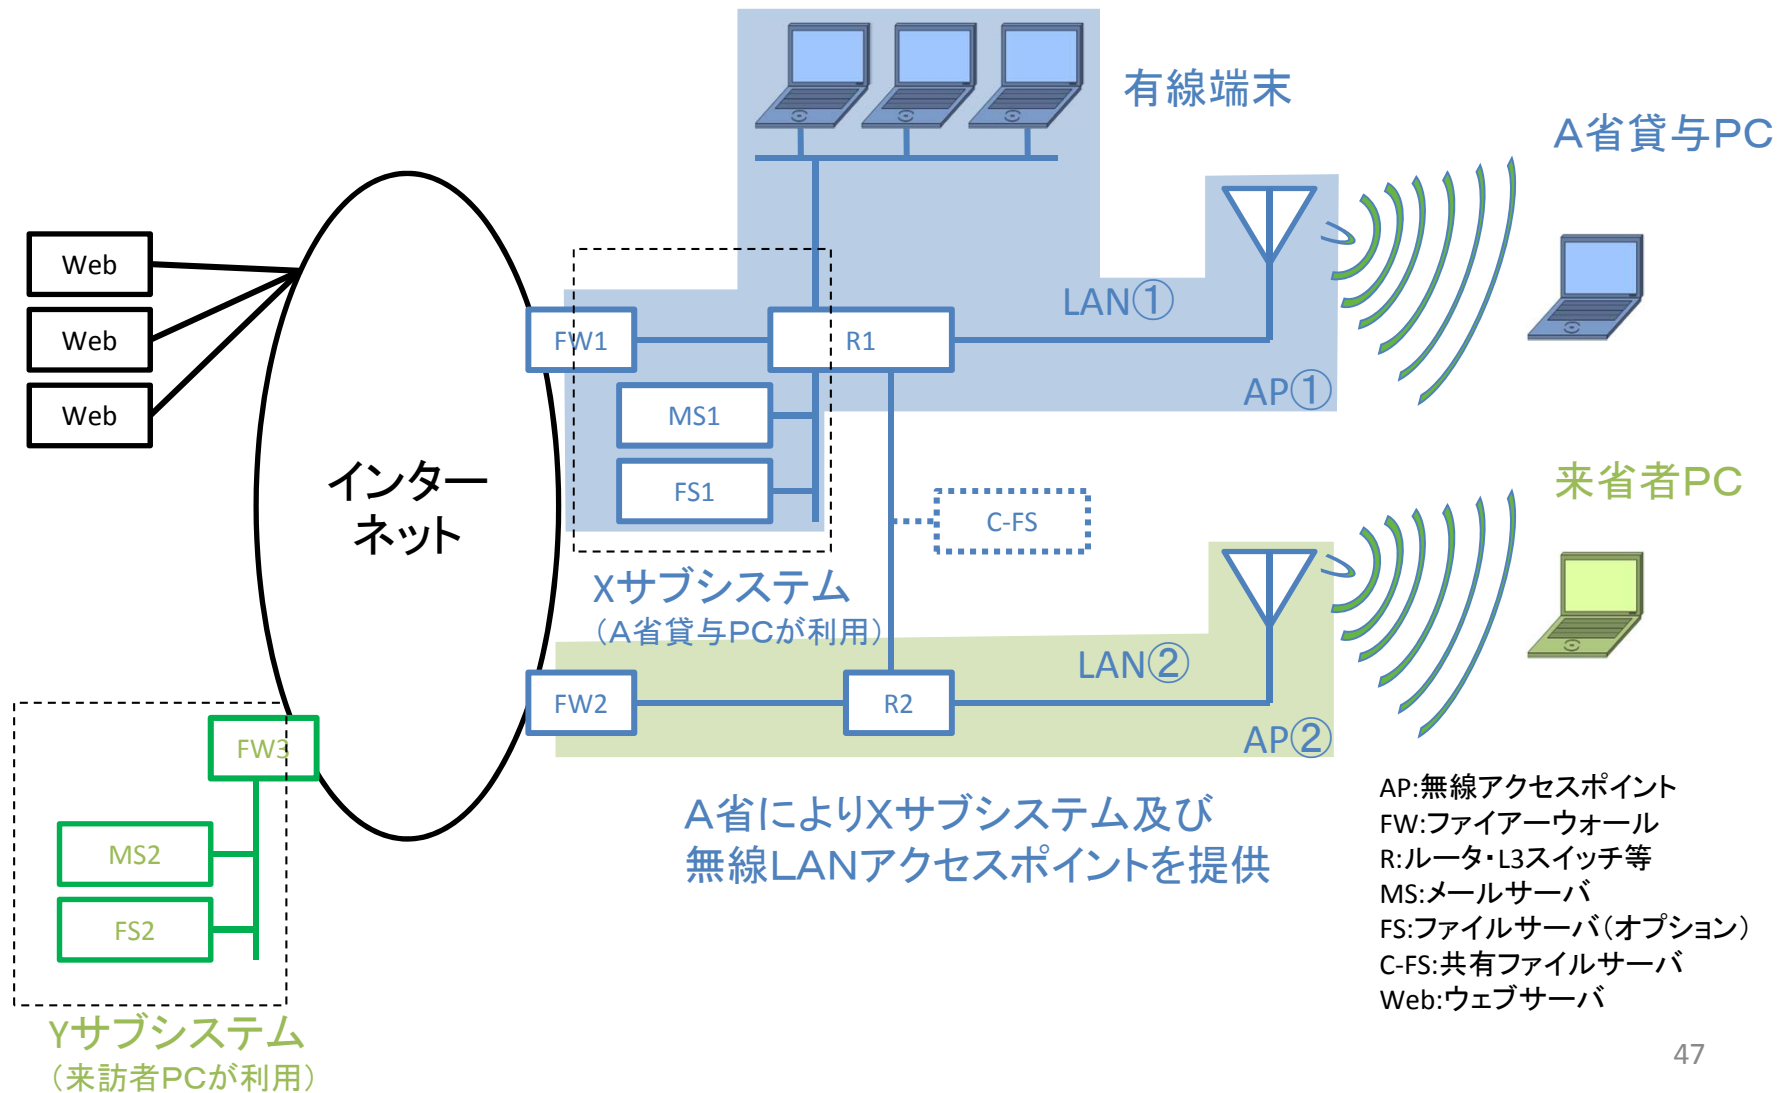 有線端末
A省貸与PC
Web
Web
Web
LAN①
FW1
R1
AP①
MS1
FS1
インター
ネット
C-FS
来省者PC
Xサブシステム
（A省貸与PCが利用）
LAN②
FW2
R2
AP②
FW3
MS2
FS2
A省によりXサブシステム及び
無線LANアクセスポイントを提供
AP:無線アクセスポイント
FW:ファイアーウォール
R:ルータ・L3スイッチ等
MS:メールサーバ
FS:ファイルサーバ（オプション）
C-FS:共有ファイルサーバ
Web:ウェブサーバ
Yサブシステム
（来訪者PCが利用）
47